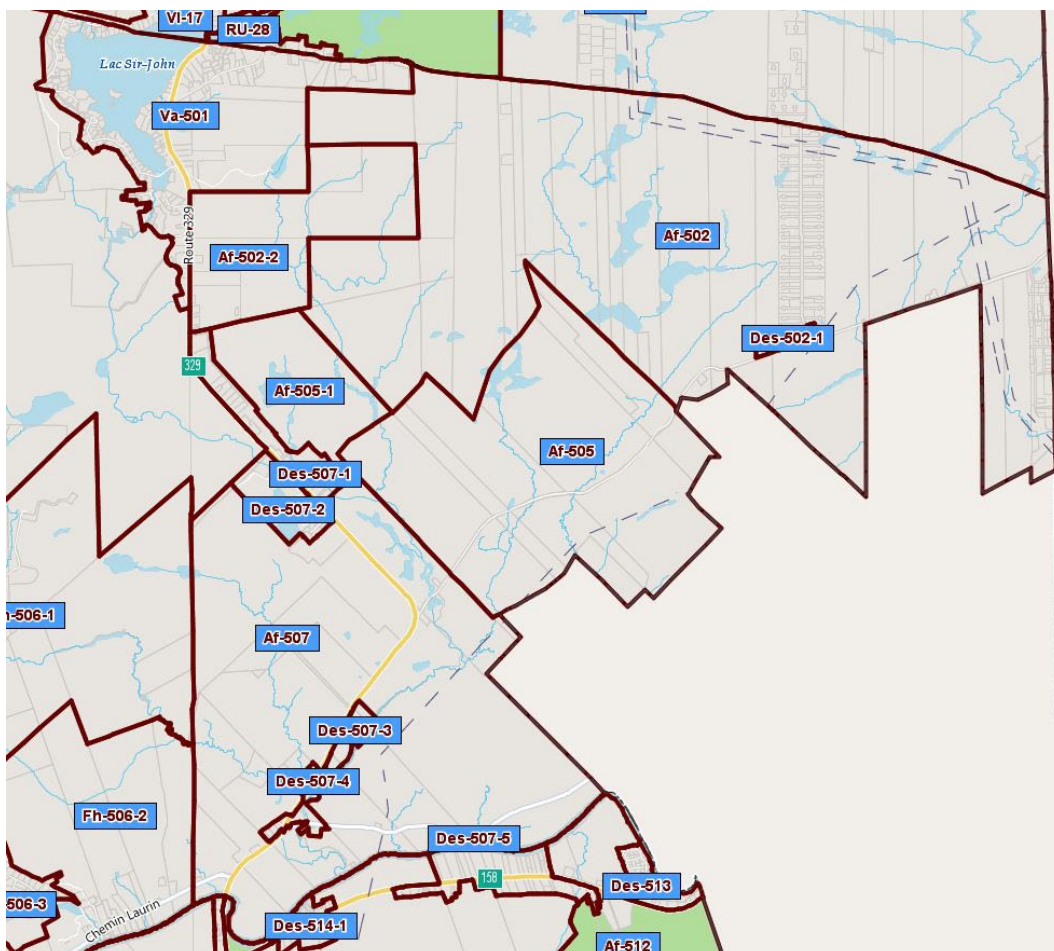 VI-17
RU-28
Lac Sir-John
Va-501
Route 329
Af-502
Af-502-2
Des-502-1
329
Af-505-1
Af-505
Des-507-1
Des-507-2
-506-1
Af-507
Des-507-3
Des-507-4
Fh-506-2
Des-507-5
158
Des-513
506-3
Chemin Laurin
Des-514-1
Af-512